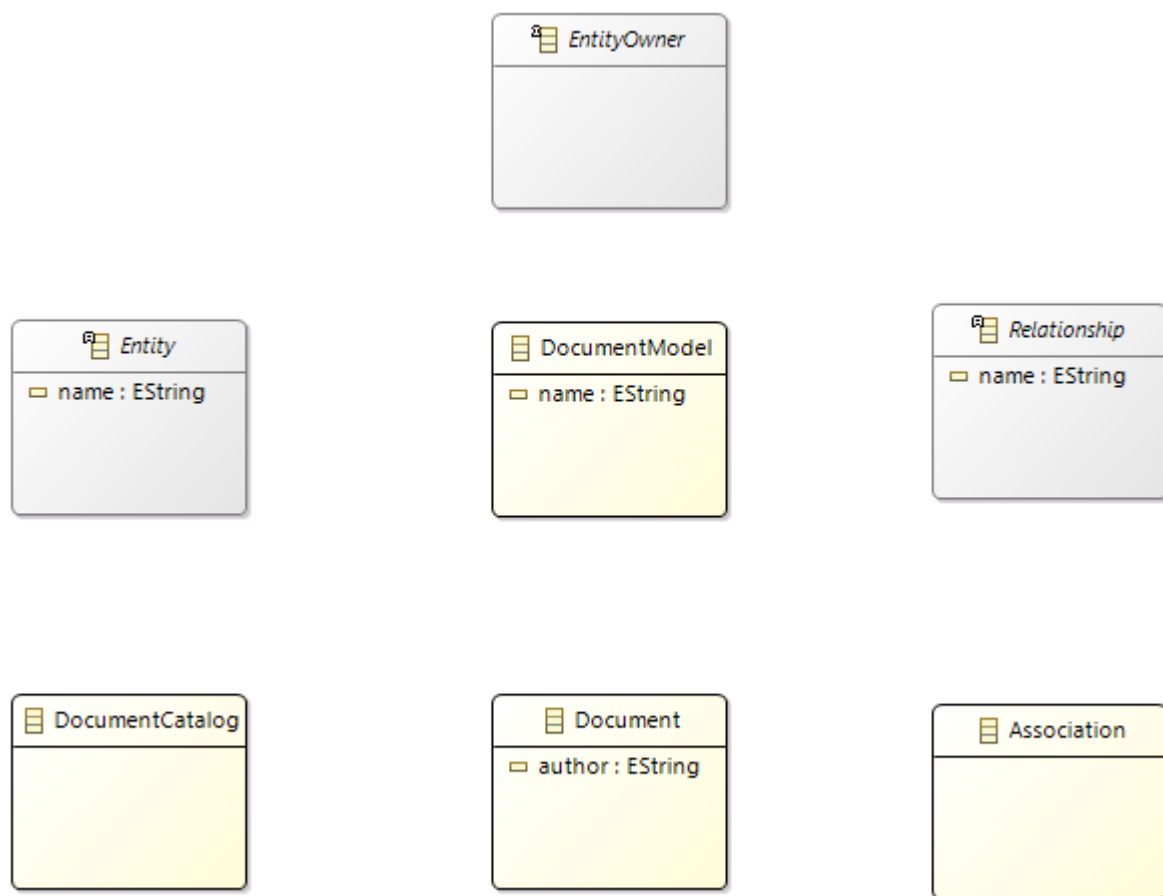 EntityOwner
Entity
name : EString
DocumentModel
name : EString
Relationship
name : EString
DocumentCatalog
Document
author : EString
Association